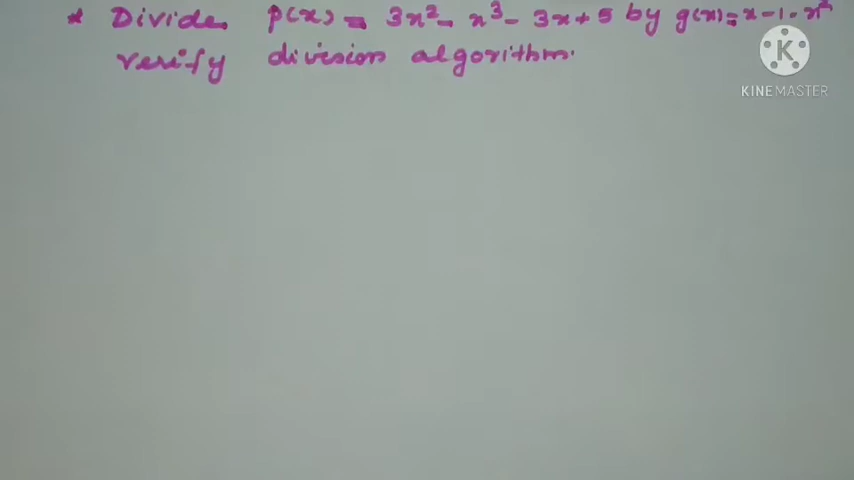 * Divide p(x) = 3x² - x³ - 3x + 5 by g(x) = x - 1 - x²
verify division algorithm.
K
KINEMASTER